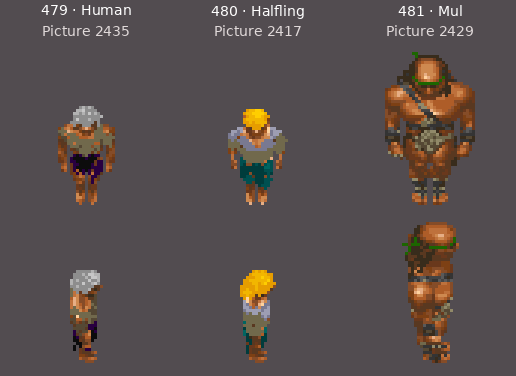 479 · Human
Picture 2435
480 · Halfling
Picture 2417
481 · Mul
Picture 2429